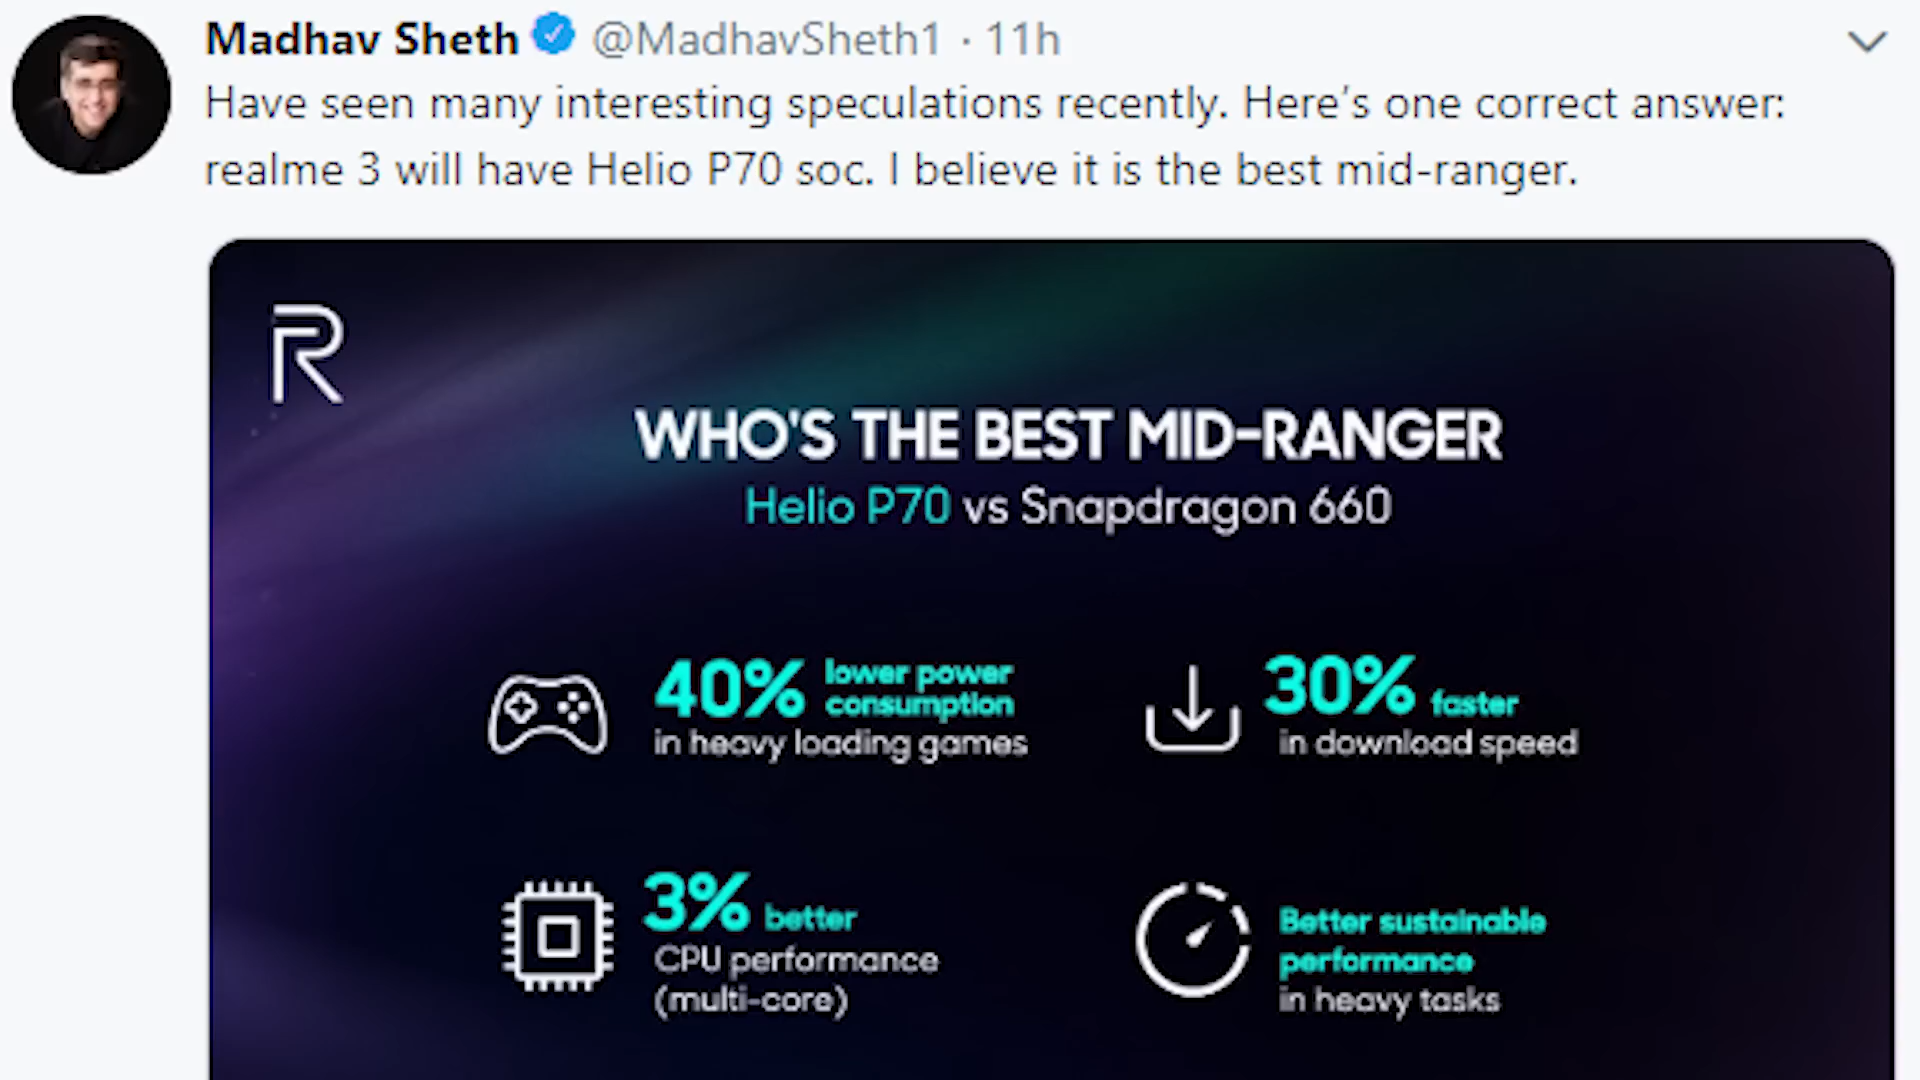 Madhav Sheth @MadhavSheth1 · 11h
Have seen many interesting speculations recently. Here's one correct answer:
realme 3 will have Helio P70 soc. I believe it is the best mid-ranger.
R
WHO'S THE BEST MID-RANGER
Helio P70 vs Snapdragon 660
40% lower power
consumption
in heavy loading games
30% faster
in download speed
3% better
CPU performance
(multi-core)
Better sustainable
performance
in heavy tasks